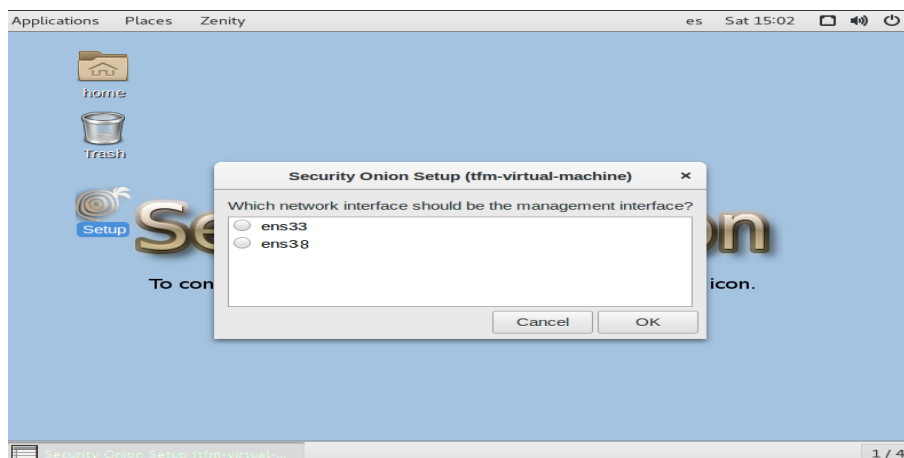 Applications Places Zenity es Sat 15:02
home
Trash
Setup
Security Onion Setup (tfm-virtual-machine)
Which network interface should be the management interface?
ens33
ens38
Cancel OK
Se on
To con icon.
Security Onion Setup (tfm-virtual-...
1 / 4